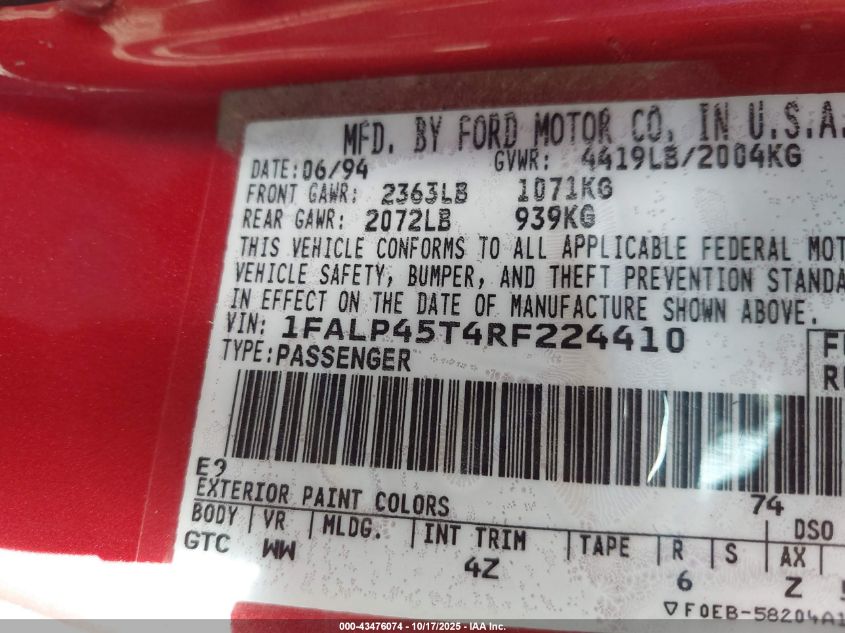 MFD. BY FORD MOTOR CO. IN U.S.A.
DATE: 06/94 GVWR: 4419LB/2004KG
FRONT GAWR: 2363LB 1071KG
REAR GAWR: 2072LB 939KG
THIS VEHICLE CONFORMS TO ALL APPLICABLE FEDERAL MOT
VEHICLE SAFETY, BUMPER, AND THEFT PREVENTION STANDA
IN EFFECT ON THE DATE OF MANUFACTURE SHOWN ABOVE.
VIN: 1FALP45T4RF224410
TYPE: PASSENGER
E9 74
EXTERIOR PAINT COLORS DSO
BODY VR MLDG. INT TRIM TAPE R S AX
GTC WW 4Z 6 Z
▽F0EB-58204A1
000-43476074 | 10/17/2025 | IAA, Inc.